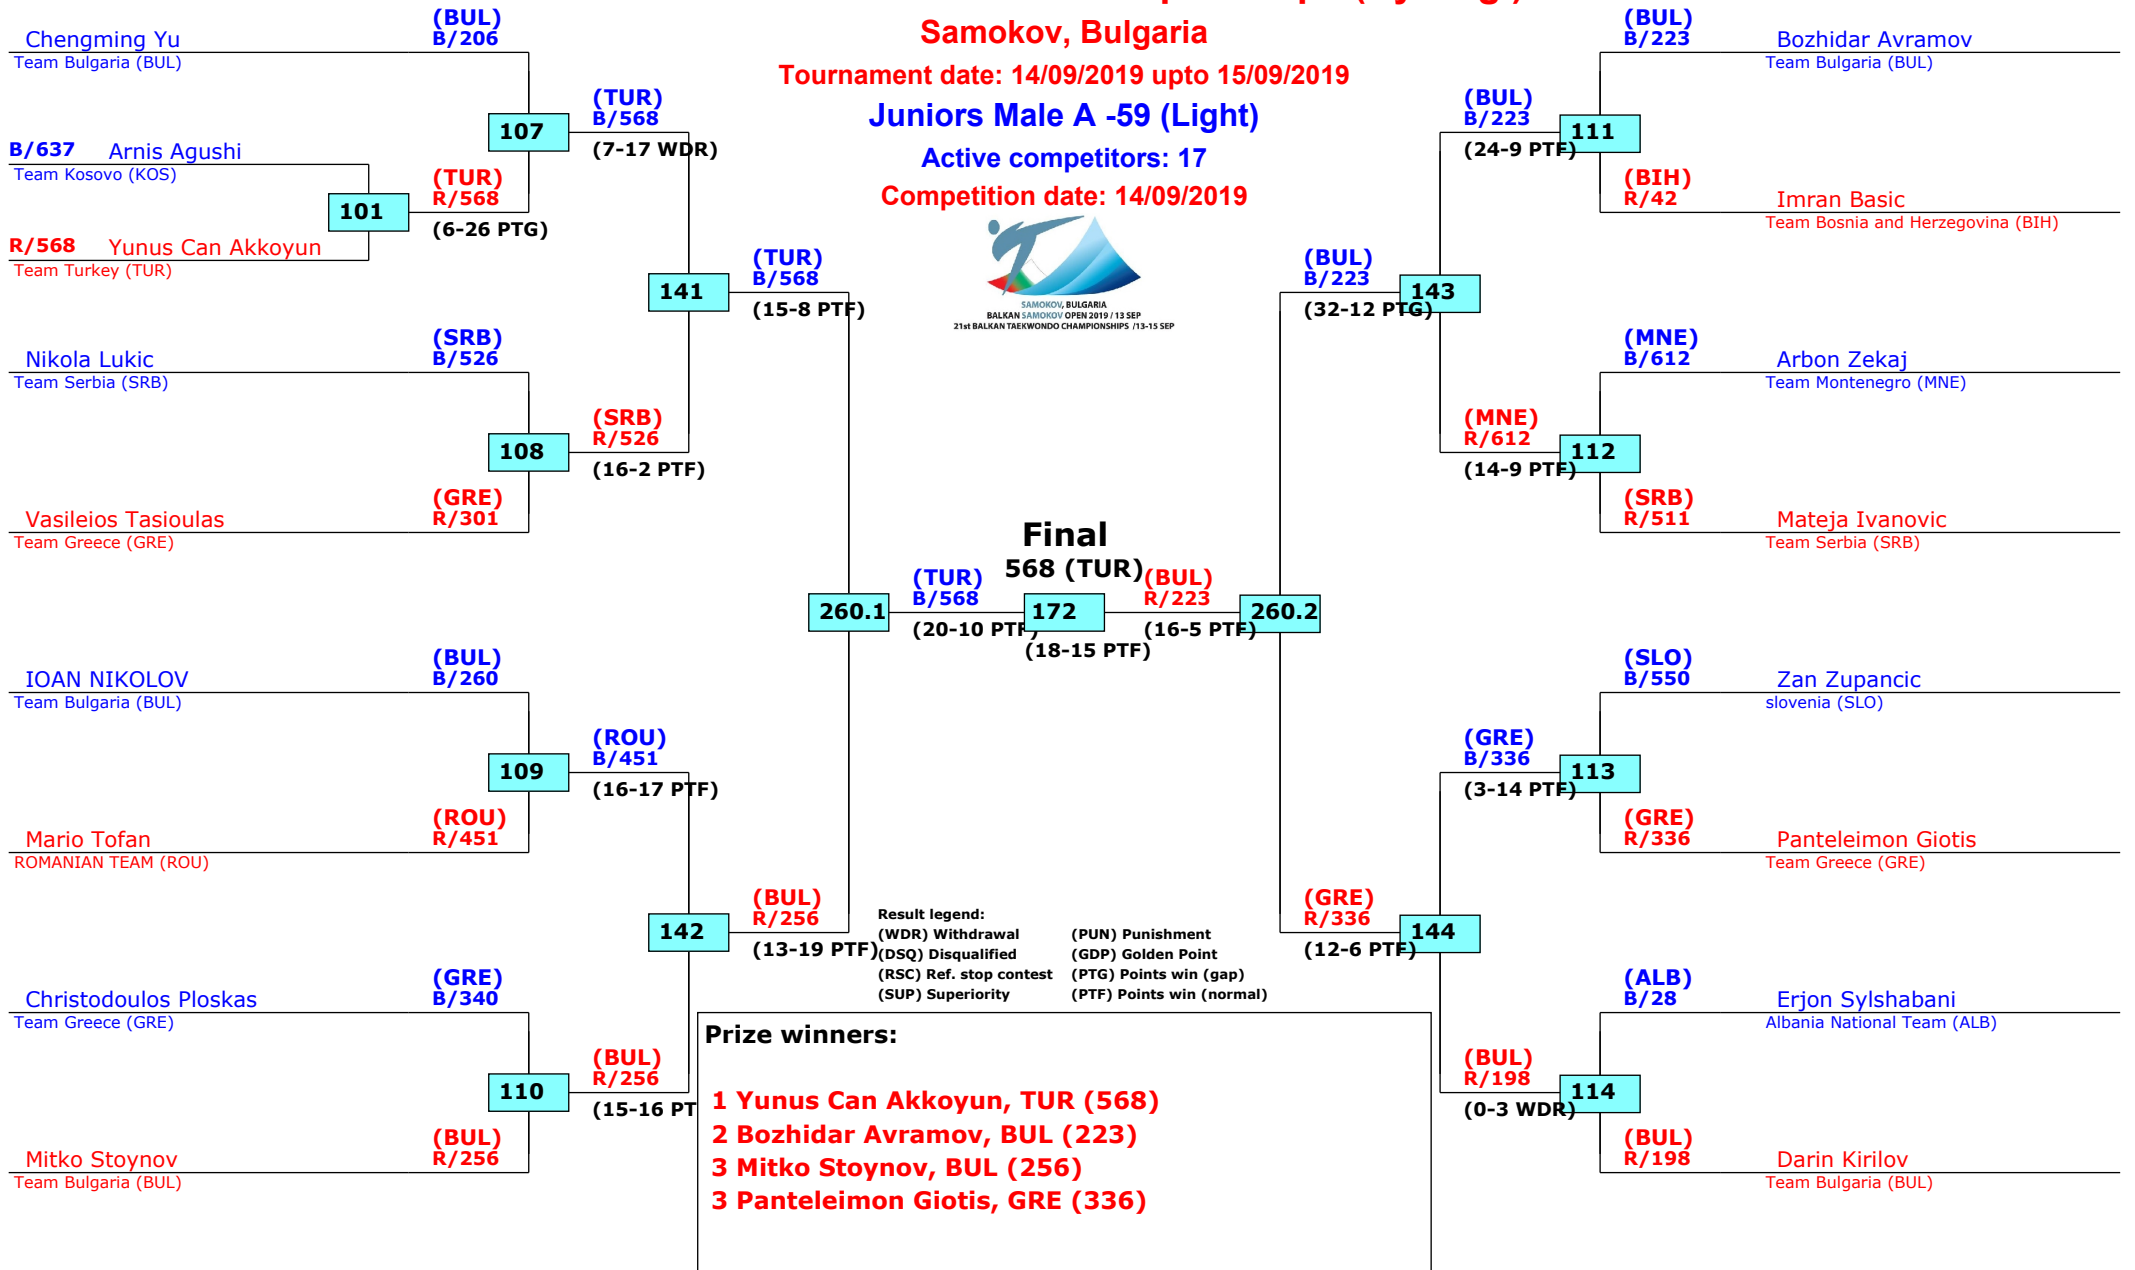 Samokov, Bulgaria
Tournament date: 14/09/2019 upto 15/09/2019
Juniors Male A -59 (Light)
Active competitors: 17
Competition date: 14/09/2019
SAMOKOV, BULGARIA
BALKAN SAMOKOV OPEN 2019 / 13 SEP
21st BALKAN TAEKWONDO CHAMPIONSHIPS /13-15 SEP
(BUL)
B/206
Chengming Yu
Team Bulgaria (BUL)
107
(TUR)
B/568
(7-17 WDR)
B/637 Arnis Agushi
Team Kosovo (KOS)
101
(TUR)
R/568
(6-26 PTG)
R/568 Yunus Can Akkoyun
Team Turkey (TUR)
141
(TUR)
B/568
(15-8 PTF)
(SRB)
B/526
Nikola Lukic
Team Serbia (SRB)
108
(SRB)
R/526
(16-2 PTF)
(GRE)
R/301
Vasileios Tasioulas
Team Greece (GRE)
260.1
(TUR)
B/568
(20-10 PTF)
Final
568 (TUR)
172
(18-15 PTF)
(BUL)
R/223
(16-5 PTF)
260.2
(BUL)
B/260
IOAN NIKOLOV
Team Bulgaria (BUL)
109
(ROU)
B/451
(16-17 PTF)
(ROU)
R/451
Mario Tofan
ROMANIAN TEAM (ROU)
142
(BUL)
R/256
(13-19 PTF)
(GRE)
B/340
Christodoulos Ploskas
Team Greece (GRE)
110
(BUL)
R/256
(15-16 PT
(BUL)
R/256
Mitko Stoynov
Team Bulgaria (BUL)
(BUL)
B/223
Bozhidar Avramov
Team Bulgaria (BUL)
(BUL)
B/223
111
(24-9 PTF)
(BIH)
R/42
Imran Basic
Team Bosnia and Herzegovina (BIH)
(BUL)
B/223
143
(32-12 PTG)
(MNE)
B/612
Arbon Zekaj
Team Montenegro (MNE)
(MNE)
R/612
112
(14-9 PTF)
(SRB)
R/511
Mateja Ivanovic
Team Serbia (SRB)
(SLO)
B/550
Zan Zupancic
slovenia (SLO)
(GRE)
B/336
113
(3-14 PTF)
(GRE)
R/336
Panteleimon Giotis
Team Greece (GRE)
(GRE)
R/336
144
(12-6 PTF)
(ALB)
B/28
Erjon Sylshabani
Albania National Team (ALB)
(BUL)
R/198
114
(0-3 WDR)
(BUL)
R/198
Darin Kirilov
Team Bulgaria (BUL)
Result legend:
(WDR) Withdrawal (PUN) Punishment
(DSQ) Disqualified (GDP) Golden Point
(RSC) Ref. stop contest (PTG) Points win (gap)
(SUP) Superiority (PTF) Points win (normal)
Prize winners:
1 Yunus Can Akkoyun, TUR (568)
2 Bozhidar Avramov, BUL (223)
3 Mitko Stoynov, BUL (256)
3 Panteleimon Giotis, GRE (336)